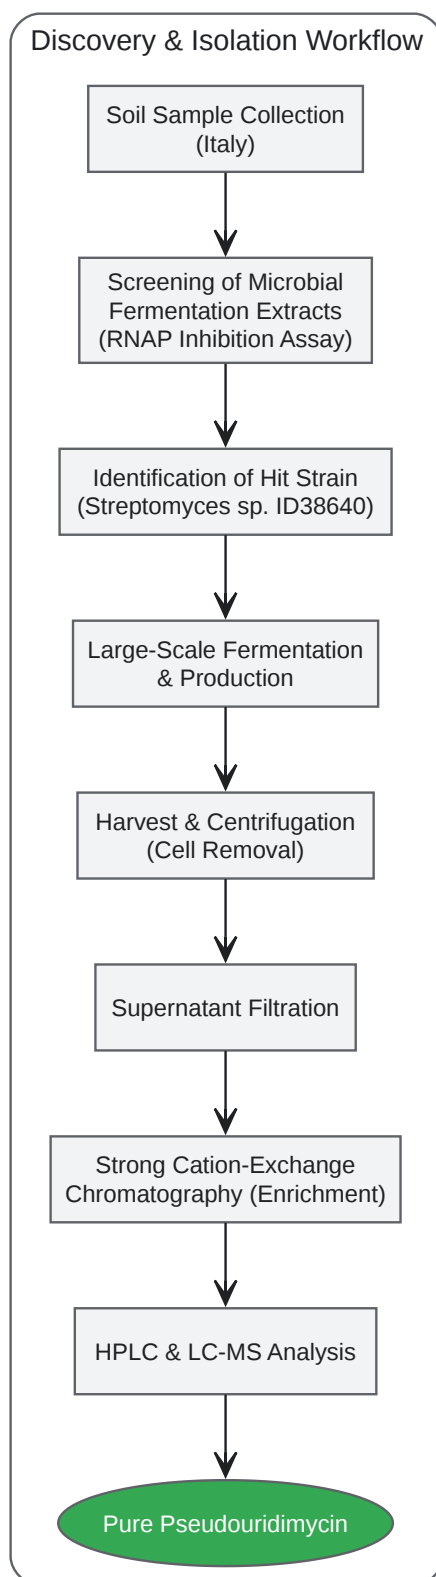 Discovery & Isolation Workflow
Soil Sample Collection
(Italy)
Screening of Microbial
Fermentation Extracts
(RNAP Inhibition Assay)
Identification of Hit Strain
(Streptomyces sp. ID38640)
Large-Scale Fermentation
& Production
Harvest & Centrifugation
(Cell Removal)
Supernatant Filtration
Strong Cation-Exchange
Chromatography (Enrichment)
HPLC & LC-MS Analysis
Pure Pseudouridimycin